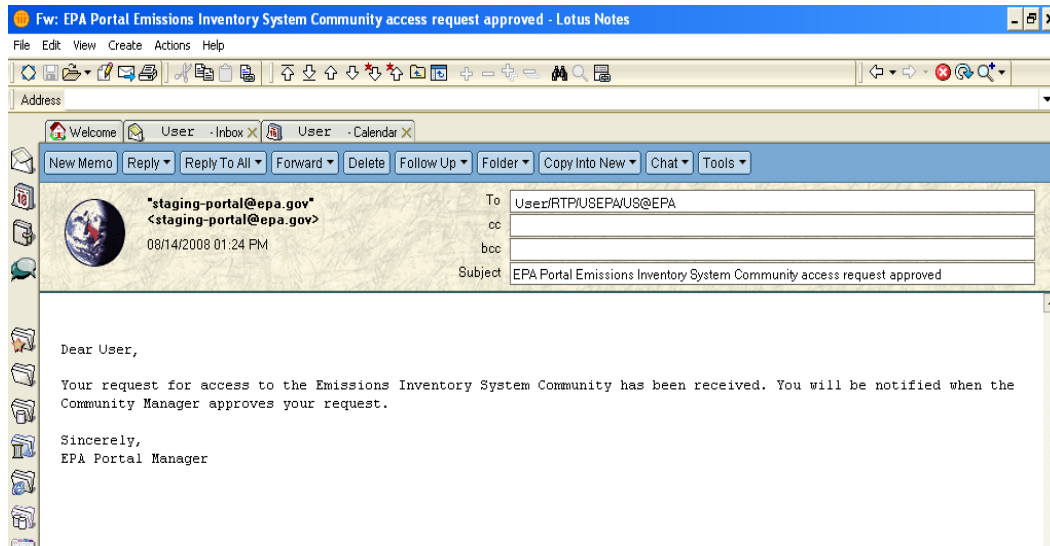 Fw: EPA Portal Emissions Inventory System Community access request approved - Lotus Notes
File Edit View Create Actions Help
Address
Welcome User - Inbox User - Calendar
New Memo Reply Reply To All Forward Delete Follow Up Folder Copy Into New Chat Tools
"staging-portal@epa.gov"
<staging-portal@epa.gov>
08/14/2008 01:24 PM
To User/RTP/USEPA/US@EPA
cc
bcc
Subject EPA Portal Emissions Inventory System Community access request approved
Dear User,
Your request for access to the Emissions Inventory System Community has been received. You will be notified when the
Community Manager approves your request.
Sincerely,
EPA Portal Manager